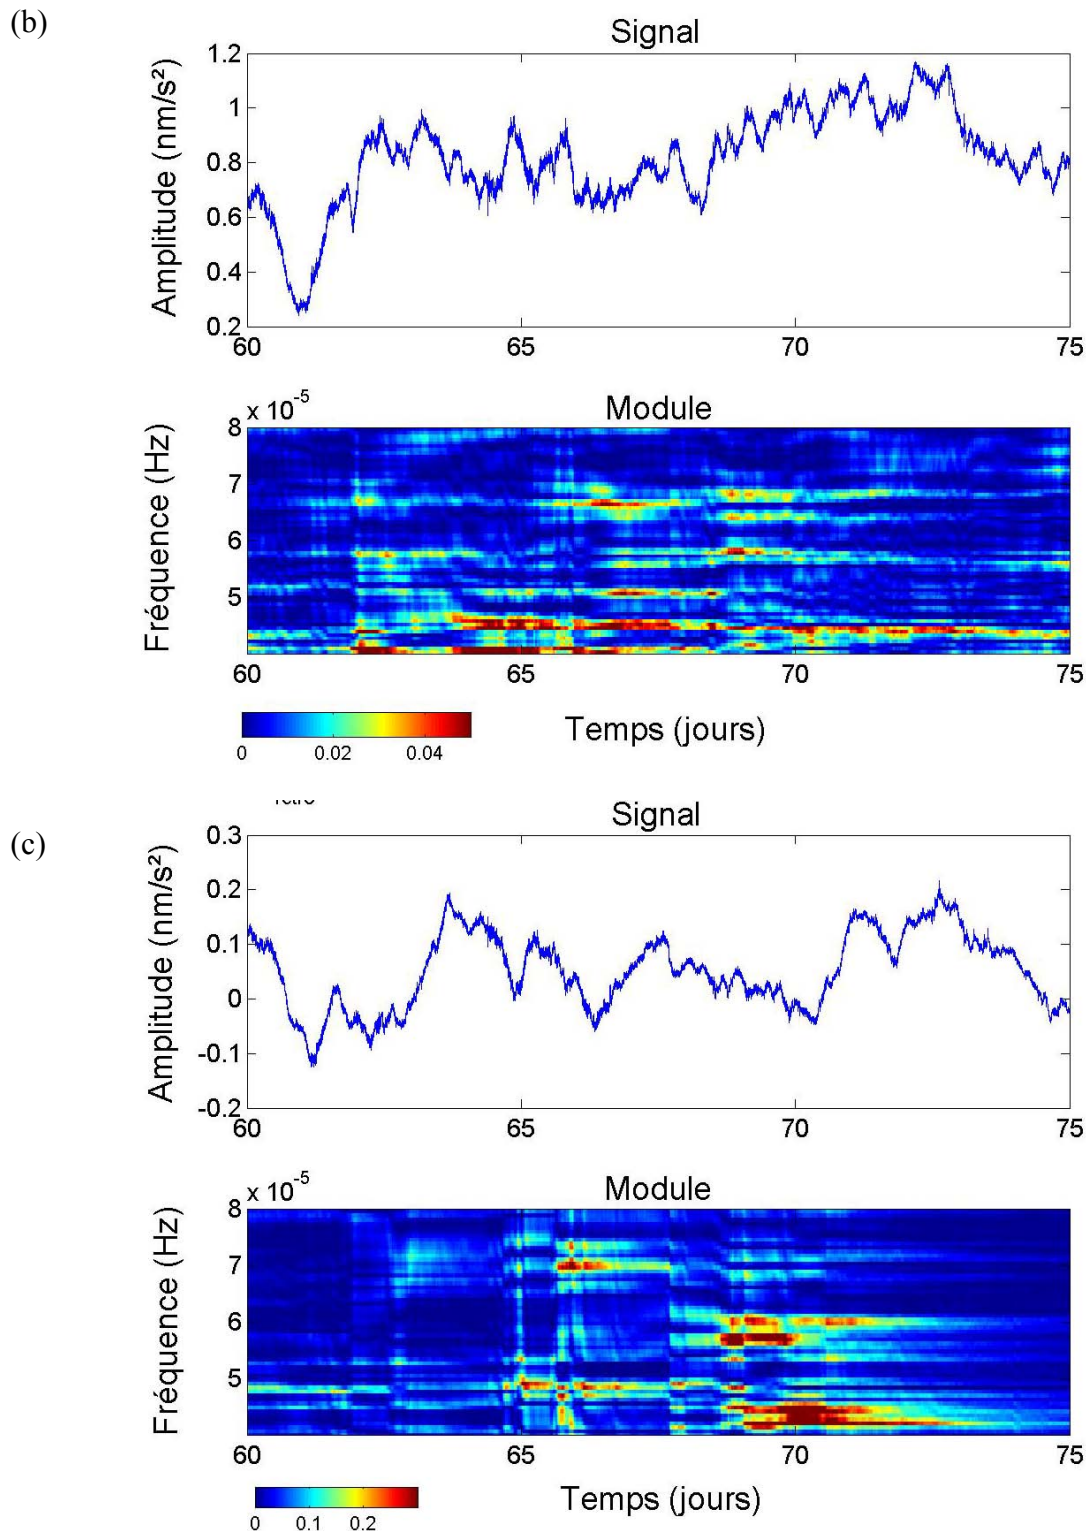 (b)
Signal
Amplitude (nm/s²)
1.2
1
0.8
0.6
0.4
0.2
60 65 70 75
x 10⁻⁵
Module
Fréquence (Hz)
8
7
6
5
60 65 70 75
0 0.02 0.04
Temps (jours)
(c)
Signal
Amplitude (nm/s²)
0.3
0.2
0.1
0
-0.1
-0.2
60 65 70 75
x 10⁻⁵
Module
Fréquence (Hz)
8
7
6
5
60 65 70 75
0 0.1 0.2
Temps (jours)